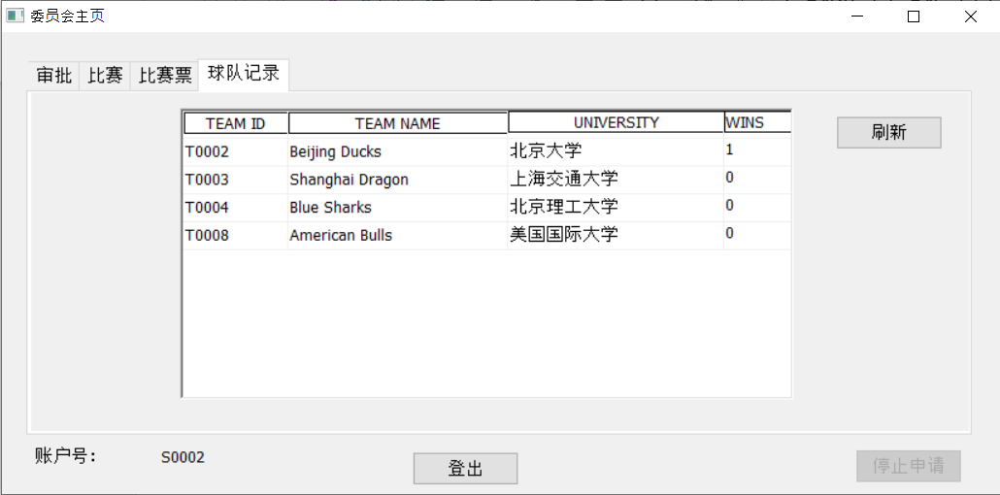 委员会主页
审批 比赛 比赛票 球队记录
TEAM ID TEAM NAME UNIVERSITY WINS
刷新
T0002 Beijing Ducks 北京大学 1
T0003 Shanghai Dragon 上海交通大学 0
T0004 Blue Sharks 北京理工大学 0
T0008 American Bulls 美国国际大学 0
账户号： S0002
登出
停止申请